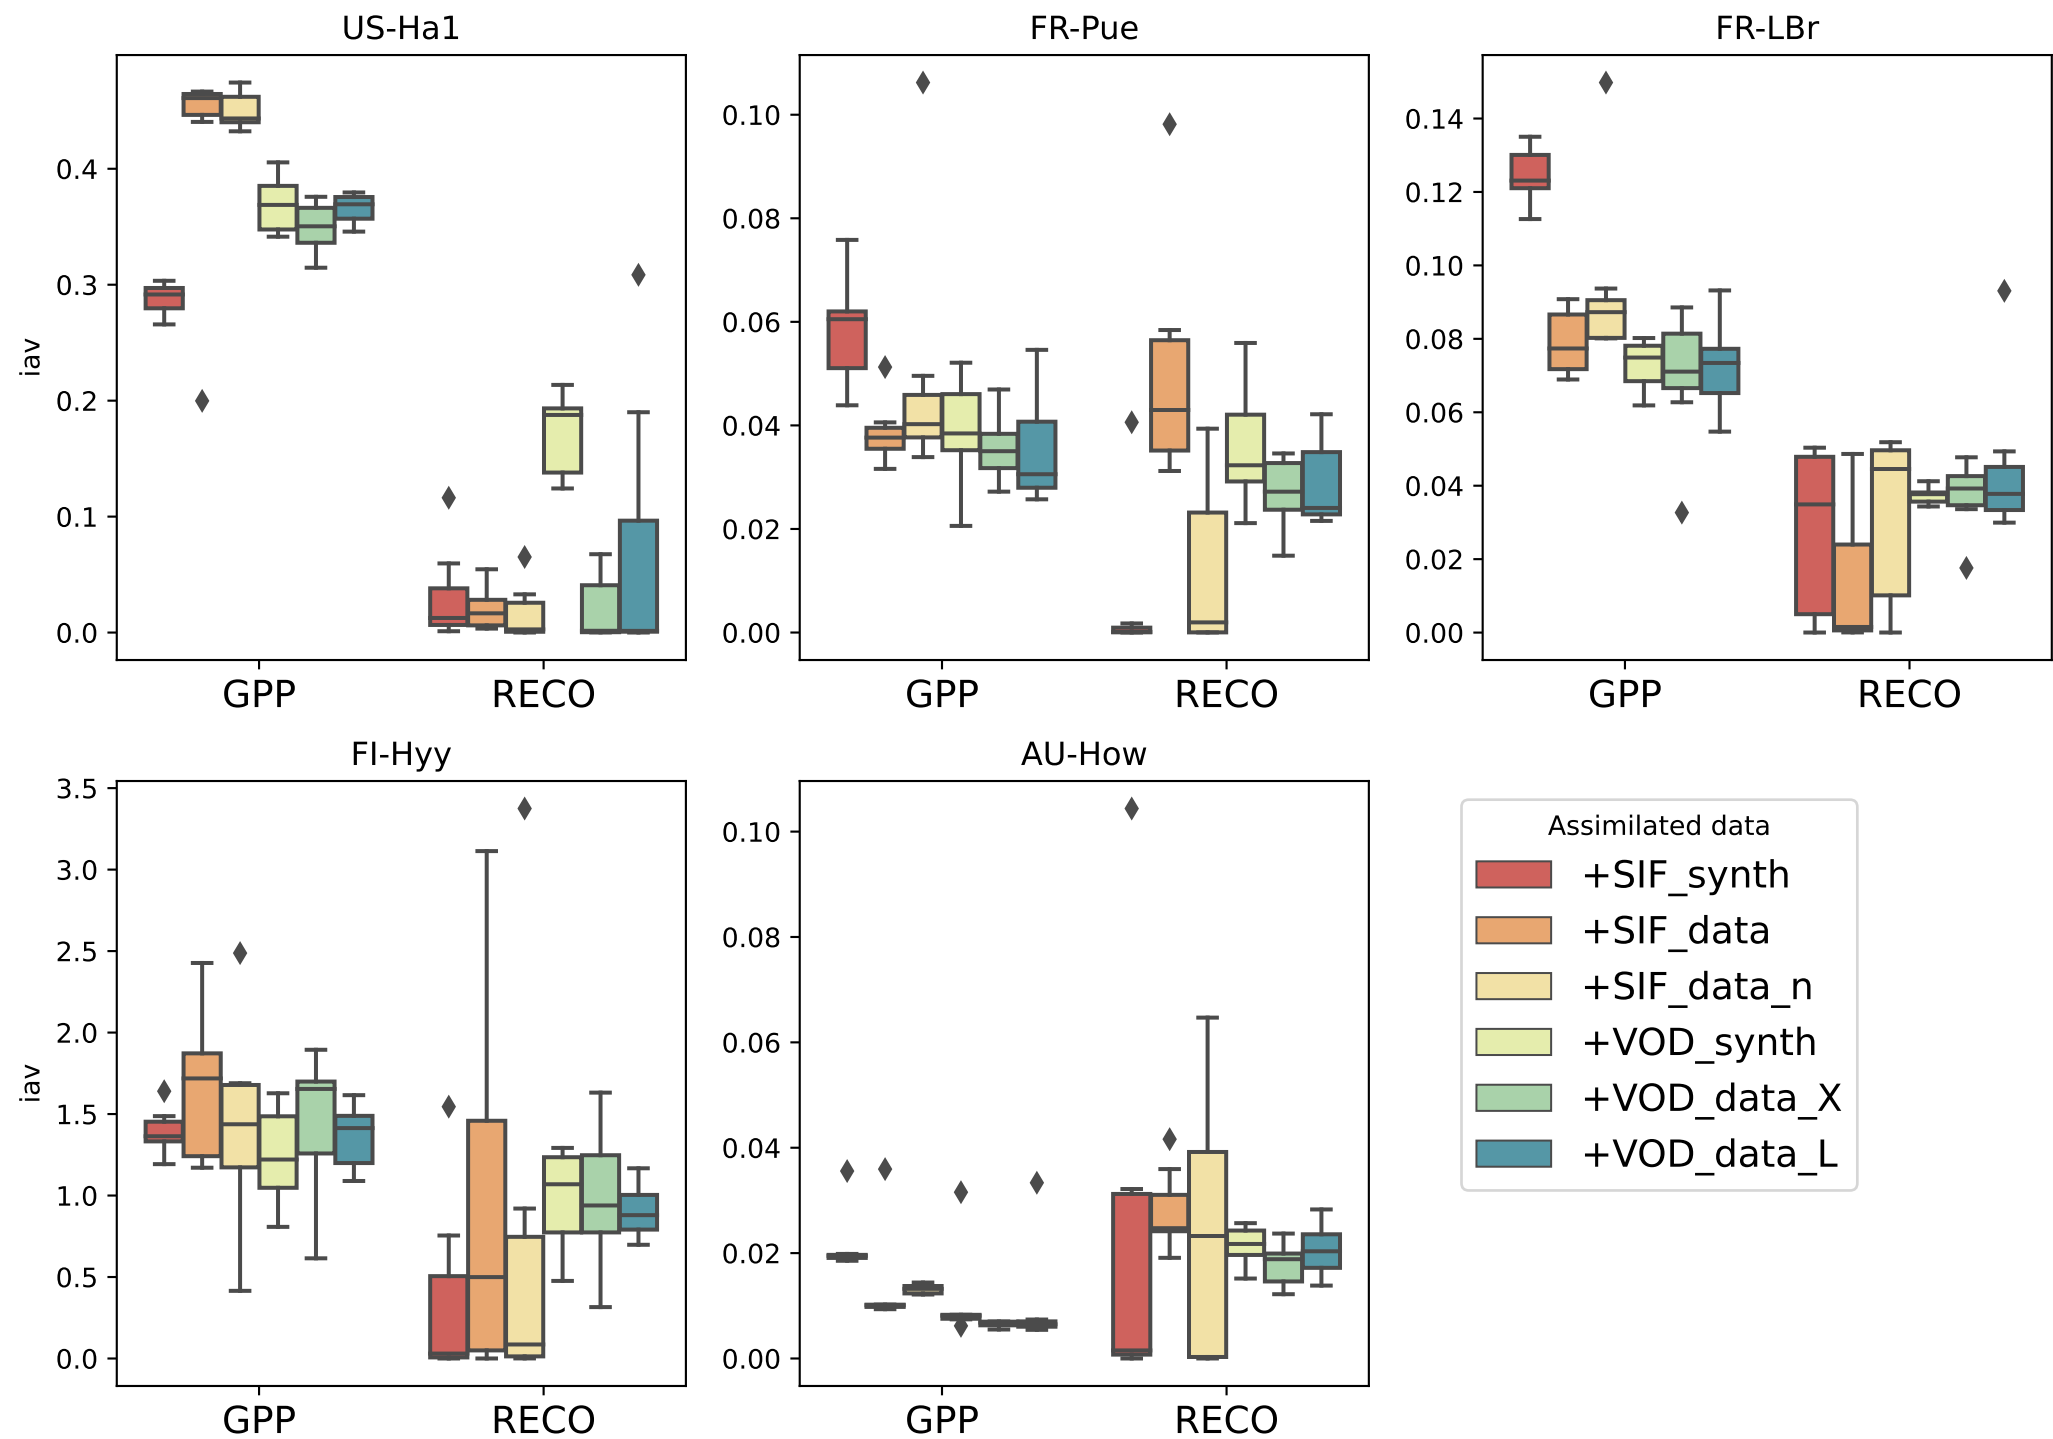 US-Ha1
FR-Pue
FR-LBr
iav
0.4
0.3
0.2
0.1
0.0
GPP
RECO
0.10
0.08
0.06
0.04
0.02
0.00
GPP
RECO
0.14
0.12
0.10
0.08
0.06
0.04
0.02
0.00
GPP
RECO
FI-Hyy
AU-How
iav
3.5
3.0
2.5
2.0
1.5
1.0
0.5
0.0
GPP
RECO
0.10
0.08
0.06
0.04
0.02
0.00
GPP
RECO
Assimilated data
+SIF_synth
+SIF_data
+SIF_data_n
+VOD_synth
+VOD_data_X
+VOD_data_L